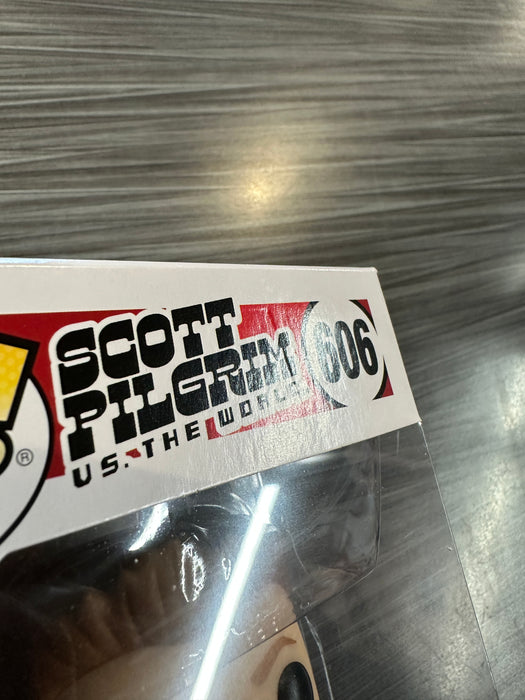 SCOTT
PILGRIM
VS. THE WORLD
606
®